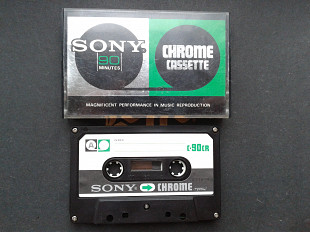 SONY
90
MINUTES
CHROME
CASSETTE
MAGNIFICENT PERFORMANCE IN MUSIC REPRODUCTION
A
C-90CR
SONY
CHROME